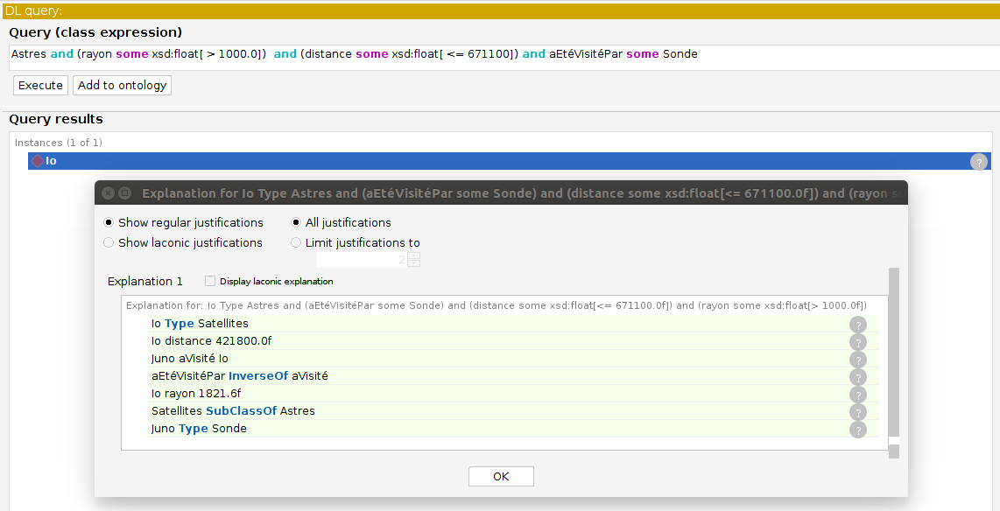 DL query:
Query (class expression)
Astres and (rayon some xsd:float[ > 1000.0]) and (distance some xsd:float[ <= 671100]) and aEtéVisitéPar some Sonde
Execute Add to ontology
Query results
Instances (1 of 1)
Io ?
Explanation for Io Type Astres and (aEtéVisitéPar some Sonde) and (distance some xsd:float[<= 671100.0f]) and (rayon s
Show regular justifications All justifications
Show laconic justifications Limit justifications to
2
Explanation 1 Display laconic explanation
Explanation for: Io Type Astres and (aEtéVisitéPar some Sonde) and (distance some xsd:float[<= 671100.0f]) and (rayon some xsd:float[> 1000.0f])
Io Type Satellites ?
Io distance 421800.0f ?
Juno aVisité Io ?
aEtéVisitéPar InverseOf aVisité ?
Io rayon 1821.6f ?
Satellites SubClassOf Astres ?
Juno Type Sonde ?
OK